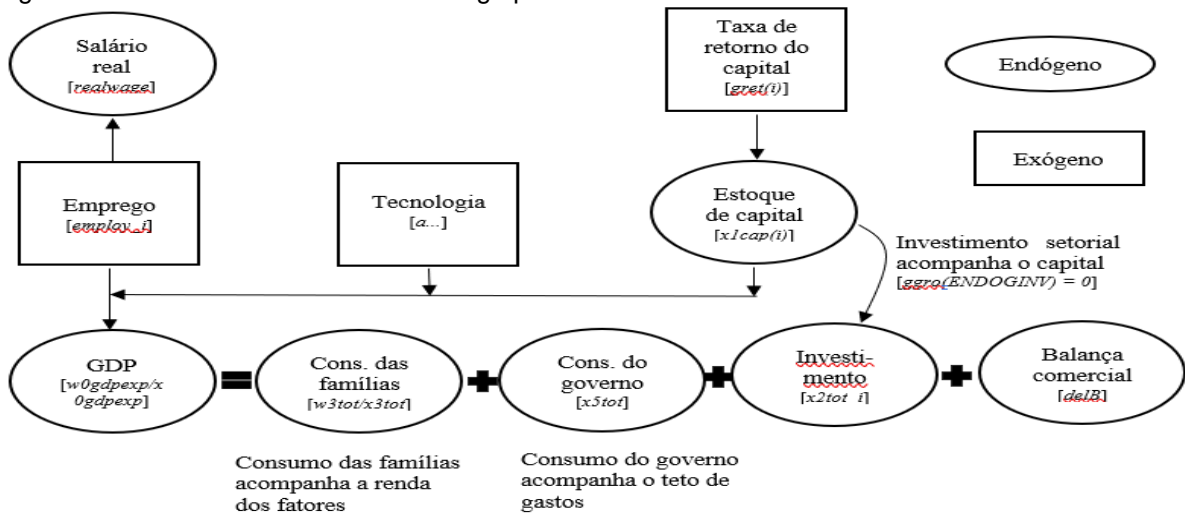 Salário
real
[realwage]
Taxa de
retorno do
capital
[gret(i)]
Endógeno
Exógeno
Emprego
[employ_i]
Tecnologia
[a...]
Estoque
de capital
[x1cap(i)]
Investimento setorial
acompanha o capital
[ggro(ENDOGINV) = 0]
GDP
[w0gdpexp/x
0gdpexp]
Cons. das
famílias
[w3tot/x3tot]
Cons. do
governo
[x5tot]
Investi-
mento
[x2tot_i]
Balança
comercial
[delB]
Consumo das famílias
acompanha a renda
dos fatores
Consumo do governo
acompanha o teto de
gastos